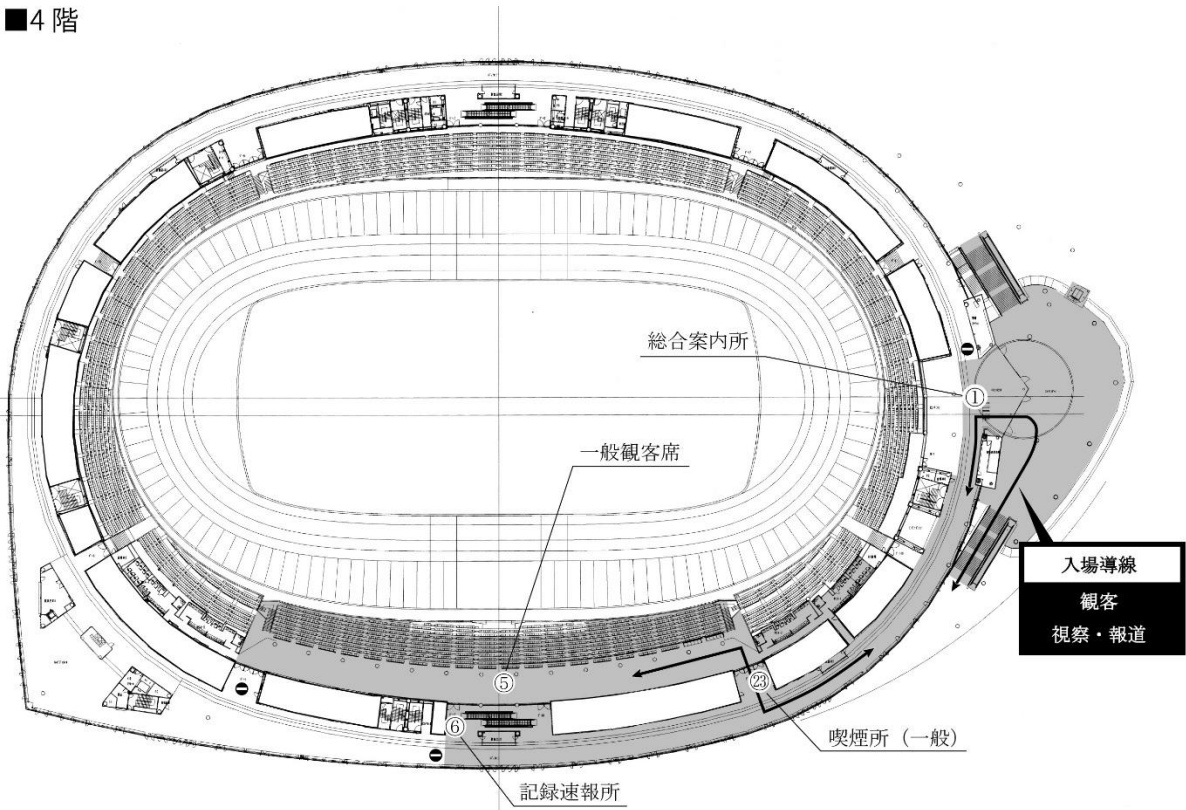 ■4 階
総合案内所
①
一般観客席
入場導線
観客
視察・報道
⑤
㉓
⑥
喫煙所（一般）
記録速報所